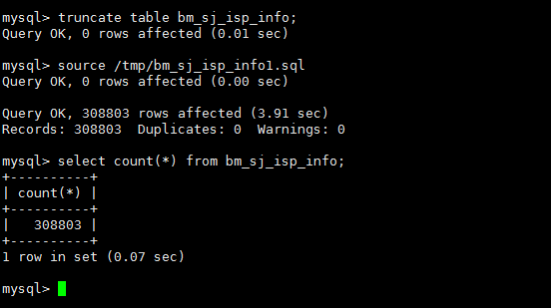 mysql> truncate table bm_sj_isp_info;
Query OK, 0 rows affected (0.01 sec)
mysql> source /tmp/bm_sj_isp_info1.sql
Query OK, 0 rows affected (0.00 sec)
Query OK, 308803 rows affected (3.91 sec)
Records: 308803  Duplicates: 0  Warnings: 0
mysql> select count(*) from bm_sj_isp_info;
+----------+
| count(*) |
+----------+
|   308803 |
+----------+
1 row in set (0.07 sec)
mysql>